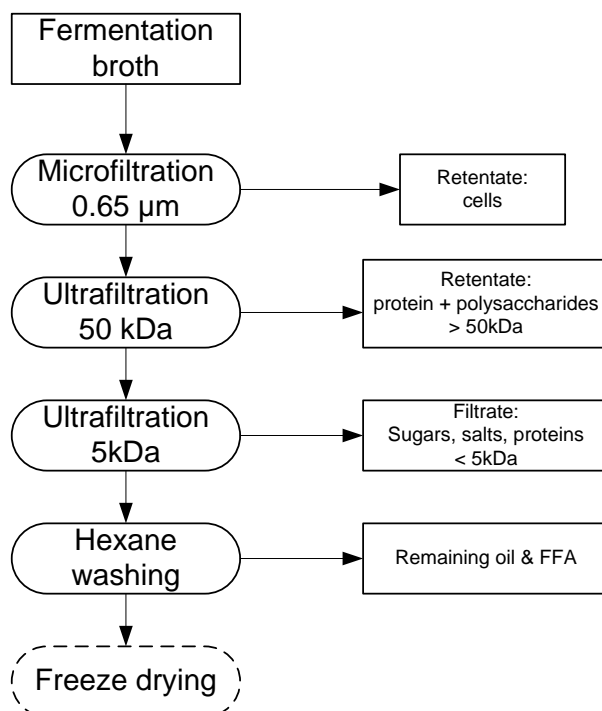 Fermentation
broth
Microfiltration
0.65 µm
Retentate:
cells
Ultrafiltration
50 kDa
Retentate:
protein + polysaccharides
> 50kDa
Ultrafiltration
5kDa
Filtrate:
Sugars, salts, proteins
< 5kDa
Hexane
washing
Remaining oil & FFA
Freeze drying